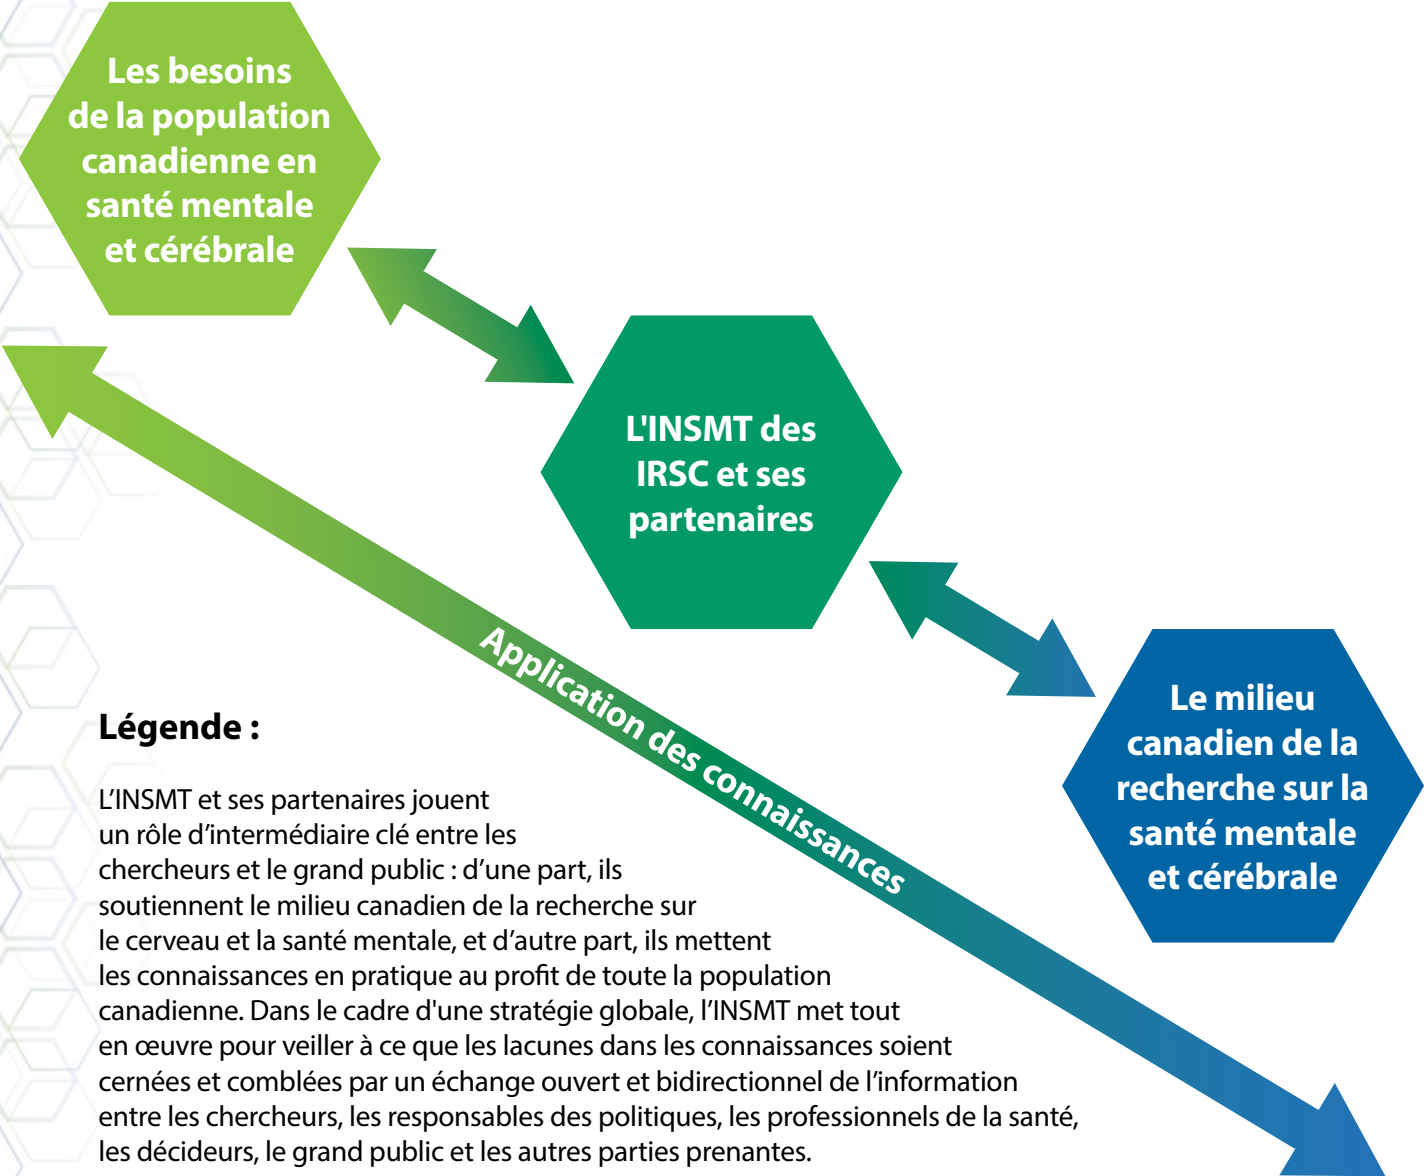 Les besoins
de la population
canadienne en
santé mentale
et cérébrale
L'INSMT des
IRSC et ses
partenaires
Le milieu
canadien de la
recherche sur la
santé mentale
et cérébrale
Application des connaissances
Légende :
L’INSMT et ses partenaires jouent
un rôle d’intermédiaire clé entre les
chercheurs et le grand public : d’une part, ils
soutiennent le milieu canadien de la recherche sur
le cerveau et la santé mentale, et d’autre part, ils mettent
les connaissances en pratique au profit de toute la population
canadienne. Dans le cadre d'une stratégie globale, l’INSMT met tout
en œuvre pour veiller à ce que les lacunes dans les connaissances soient
cernées et comblées par un échange ouvert et bidirectionnel de l’information
entre les chercheurs, les responsables des politiques, les professionnels de la santé,
les décideurs, le grand public et les autres parties prenantes.